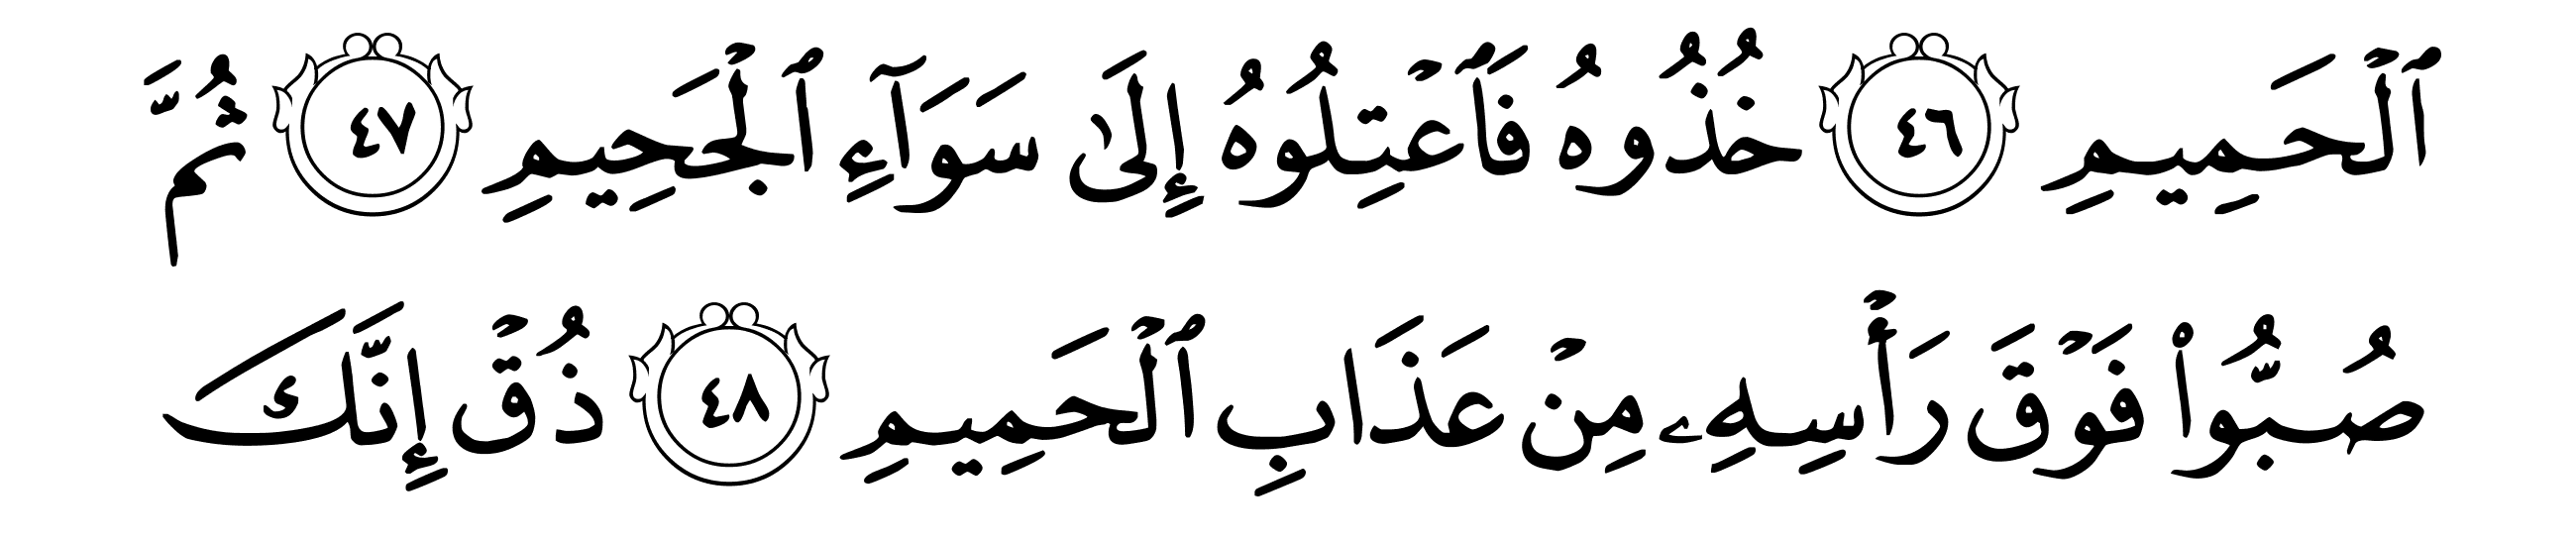 ٱلۡحَمِيمِ ٤٦ خُذُوهُ فَٱعۡتِلُوهُ إِلَىٰ سَوَآءِ ٱلۡجَحِيمِ ٤٧ ثُمَّ
صُبُّواْ فَوۡقَ رَأۡسِهِۦ مِنۡ عَذَابِ ٱلۡحَمِيمِ ٤٨ ذُقۡ إِنَّكَ